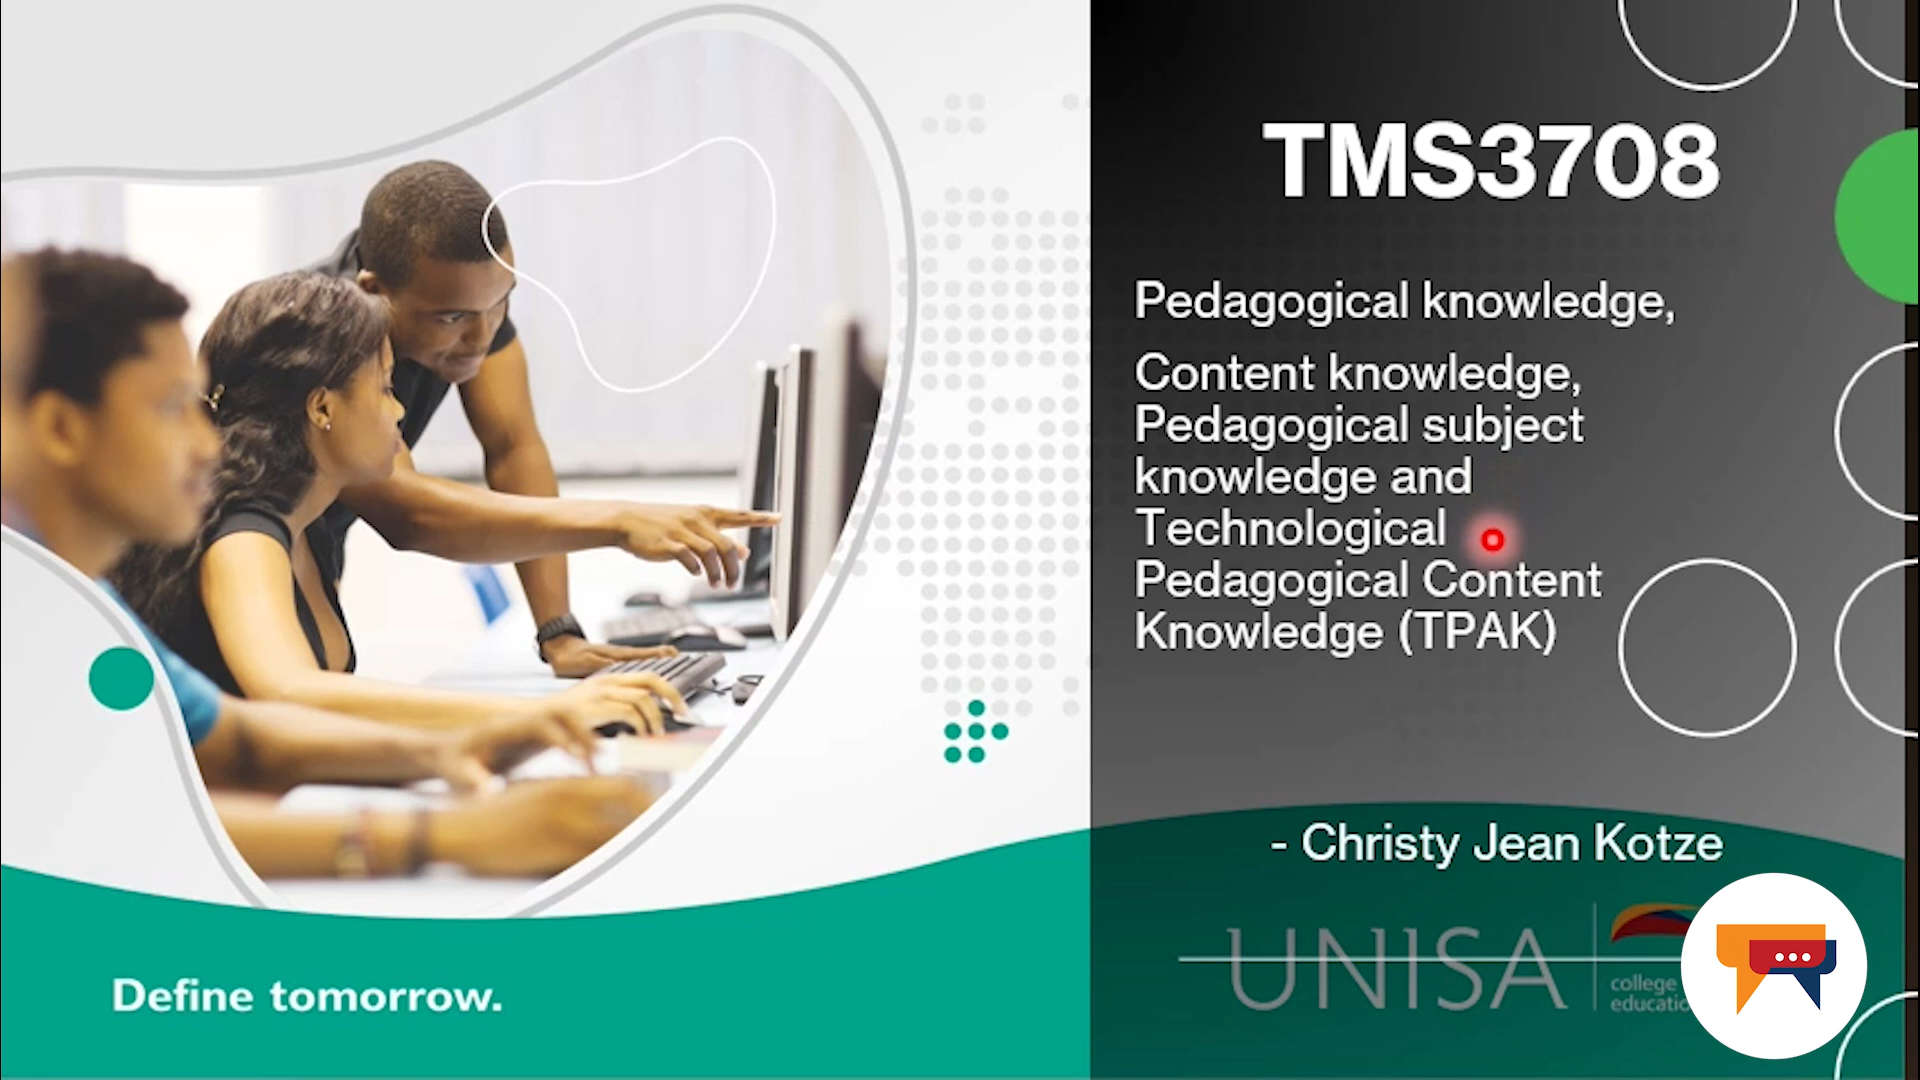 TMS3708
Pedagogical knowledge,
Content knowledge,
Pedagogical subject
knowledge and
Technological
Pedagogical Content
Knowledge (TPAK)
- Christy Jean Kotze
UNISA
college
Define tomorrow.